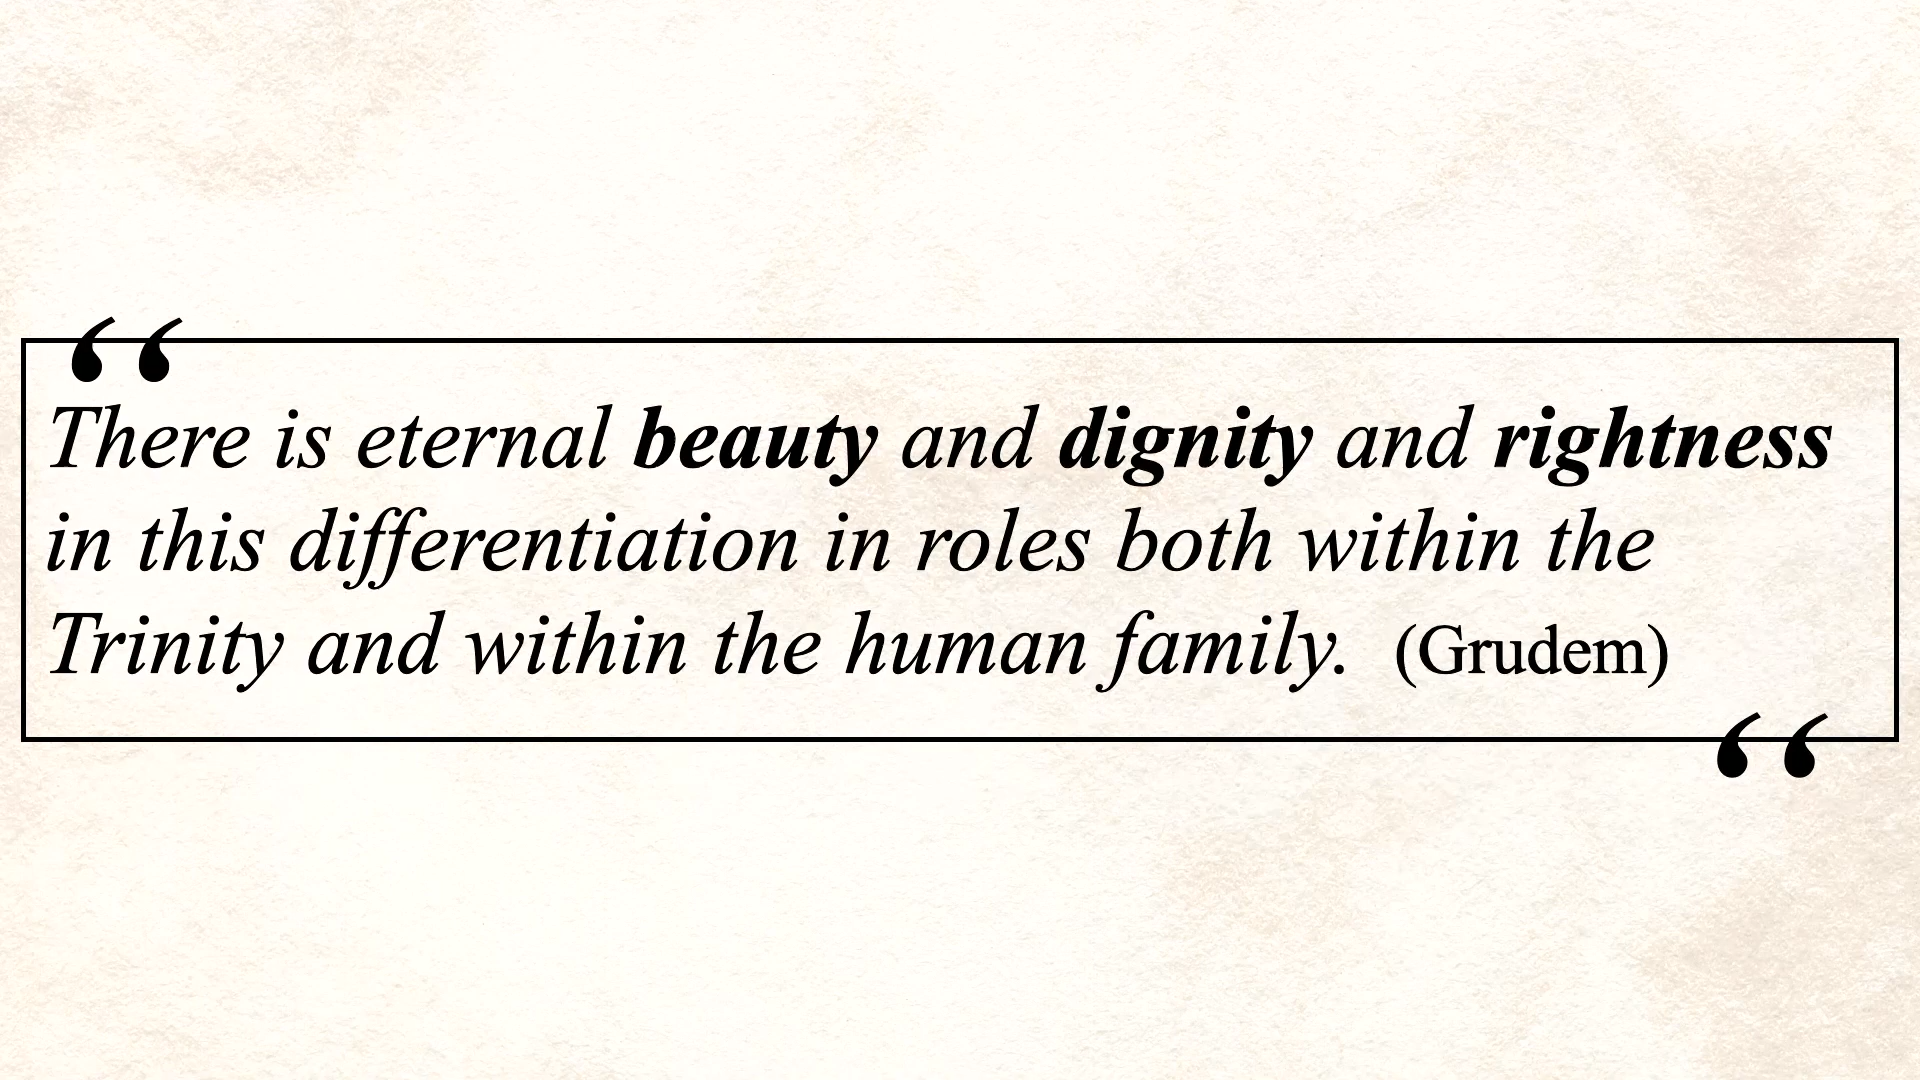 “
There is eternal beauty and dignity and rightness
in this differentiation in roles both within the
Trinity and within the human family. (Grudem)
“